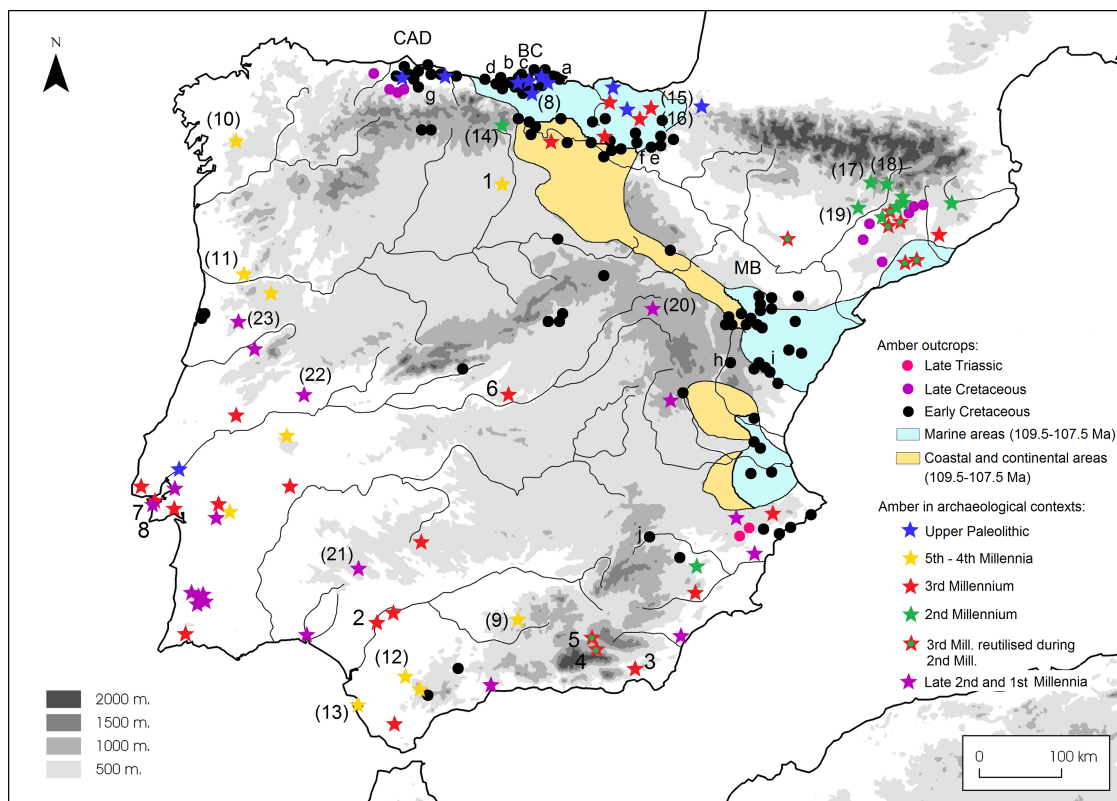 N
CAD
BC
d b c a
g
(8)
(15)
(16)
(10)
(14)
f e
1
(17) (18)
(19)
(11)
MB
(23)
(20)
h
i
(22)
6
7
8
j
(21)
2
(9)
5
4
3
(12)
(13)
Amber outcrops:
Late Triassic
Late Cretaceous
Early Cretaceous
Marine areas (109.5-107.5 Ma)
Coastal and continental areas
(109.5-107.5 Ma)
Amber in archaeological contexts:
Upper Paleolithic
5th - 4th Millennia
3rd Millennium
2nd Millennium
3rd Mill. reutilised during
2nd Mill.
Late 2nd and 1st Millennia
2000 m.
1500 m.
1000 m.
500 m.
0 100 km